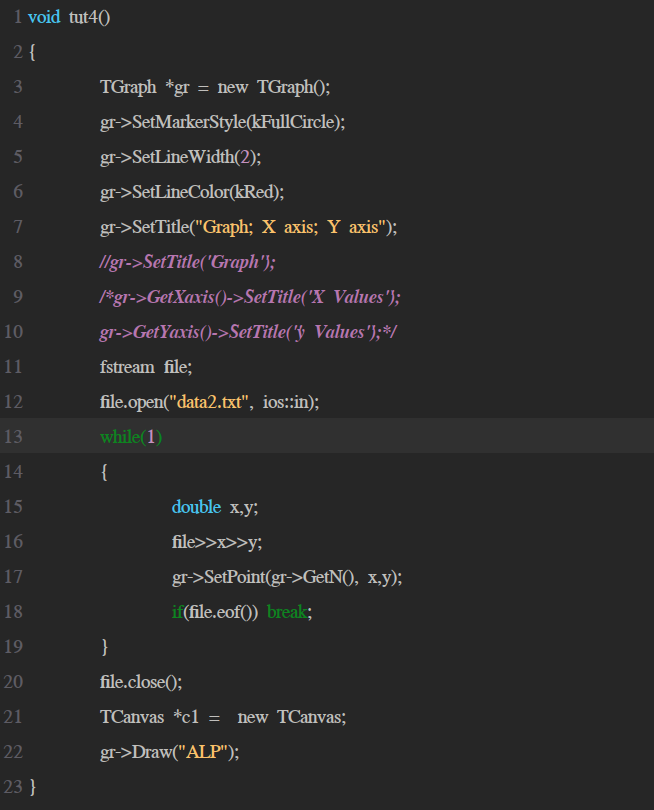 1 void tut4()
2 {
3 TGraph *gr = new TGraph();
4 gr->SetMarkerStyle(kFullCircle);
5 gr->SetLineWidth(2);
6 gr->SetLineColor(kRed);
7 gr->SetTitle("Graph; X axis; Y axis");
8 //gr->SetTitle('Graph');
9 /*gr->GetXaxis()->SetTitle('X Values');
10 gr->GetYaxis()->SetTitle('y Values');*/
11 fstream file;
12 file.open("data2.txt", ios::in);
13 while(1)
14 {
15 double x,y;
16 file>>x>>y;
17 gr->SetPoint(gr->GetN(), x,y);
18 if(file.eof()) break;
19 }
20 file.close();
21 TCanvas *c1 = new TCanvas;
22 gr->Draw("ALP");
23 }